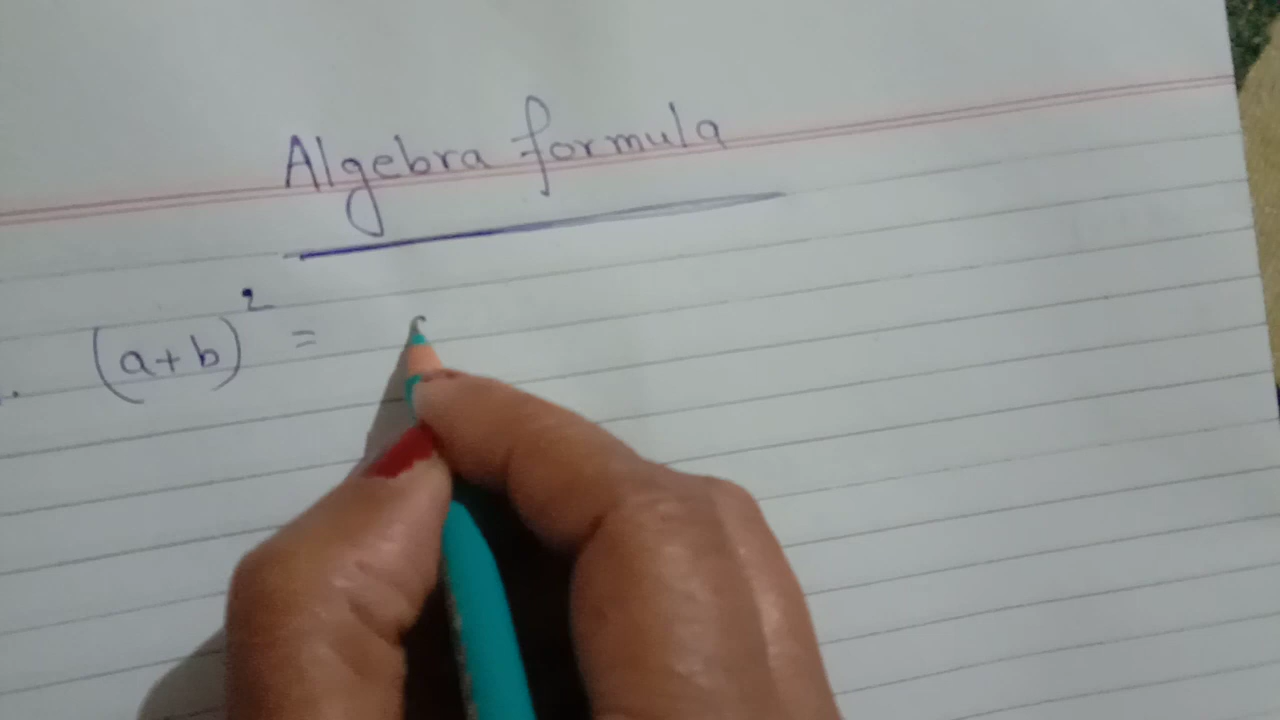 Algebra formula
(a+b)² =